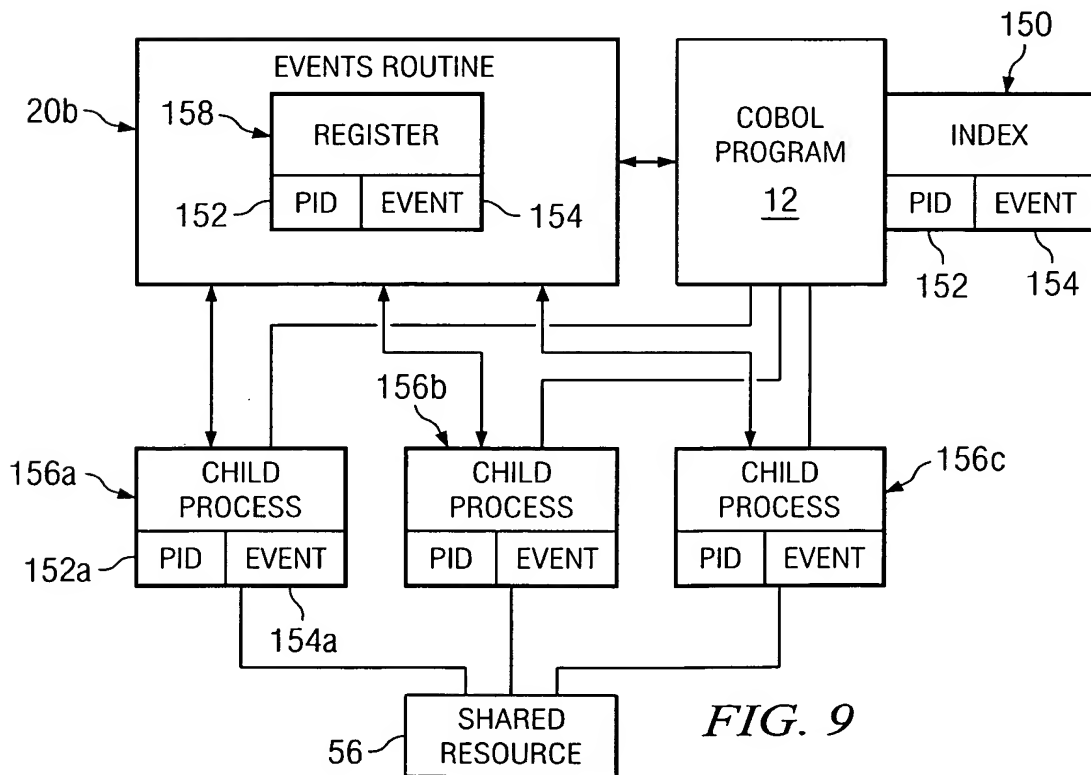 150
EVENTS ROUTINE
20b
158
REGISTER
COBOL
PROGRAM
12
INDEX
152
PID
EVENT
154
PID
EVENT
152
154
156b
156a
CHILD
PROCESS
CHILD
PROCESS
CHILD
PROCESS
156c
152a
PID
EVENT
PID
EVENT
PID
EVENT
154a
56
SHARED
RESOURCE
FIG. 9